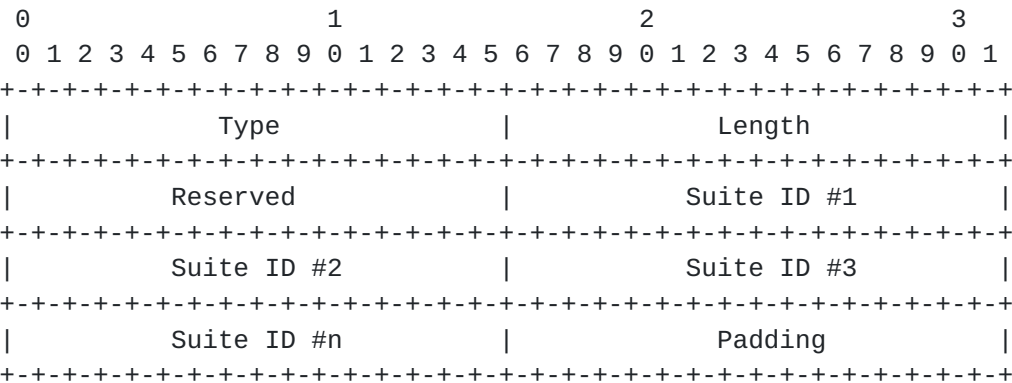 0                   1                   2                   3
 0 1 2 3 4 5 6 7 8 9 0 1 2 3 4 5 6 7 8 9 0 1 2 3 4 5 6 7 8 9 0 1
+-+-+-+-+-+-+-+-+-+-+-+-+-+-+-+-+-+-+-+-+-+-+-+-+-+-+-+-+-+-+-+-+
|             Type              |             Length            |
+-+-+-+-+-+-+-+-+-+-+-+-+-+-+-+-+-+-+-+-+-+-+-+-+-+-+-+-+-+-+-+-+
|          Reserved             |           Suite ID #1         |
+-+-+-+-+-+-+-+-+-+-+-+-+-+-+-+-+-+-+-+-+-+-+-+-+-+-+-+-+-+-+-+-+
|          Suite ID #2          |           Suite ID #3         |
+-+-+-+-+-+-+-+-+-+-+-+-+-+-+-+-+-+-+-+-+-+-+-+-+-+-+-+-+-+-+-+-+
|          Suite ID #n          |             Padding           |
+-+-+-+-+-+-+-+-+-+-+-+-+-+-+-+-+-+-+-+-+-+-+-+-+-+-+-+-+-+-+-+-+